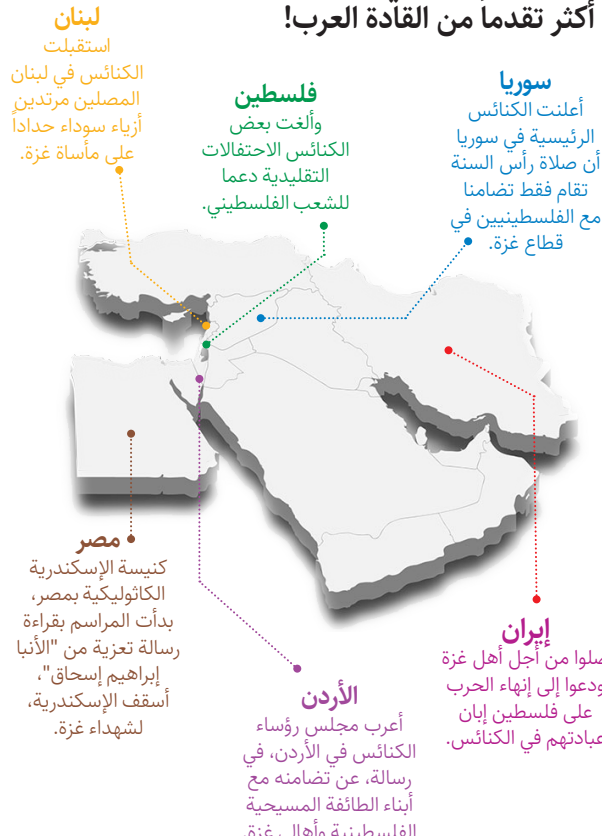 أكثر تقدماً من القادة العرب!
سوريا
أعلنت الكنائس
الرئيسية في سوريا
أن صلاة رأس السنة
تقام فقط تضامنا
مع الفلسطينيين في
قطاع غزة.
فلسطين
وألغت بعض
الكنائس الاحتفالات
التقليدية دعما
للشعب الفلسطيني.
لبنان
استقبلت
الكنائس في لبنان
المصلين مرتدين
أزياء سوداء حداداً
على مأساة غزة.
إيران
صلوا من أجل أهل غزة
ودعوا إلى إنهاء الحرب
على فلسطين إبان
عبادتهم في الكنائس.
الأردن
أعرب مجلس رؤساء
الكنائس في الأردن، في
رسالة، عن تضامنه مع
أبناء الطائفة المسيحية
الفلسطينية وأهالي غزة.
مصر
كنيسة الإسكندرية
الكاثوليكية بمصر،
بدأت المراسم بقراءة
رسالة تعزية من "الأنبا
إبراهيم إسحاق"،
أسقف الإسكندرية،
لشهداء غزة.